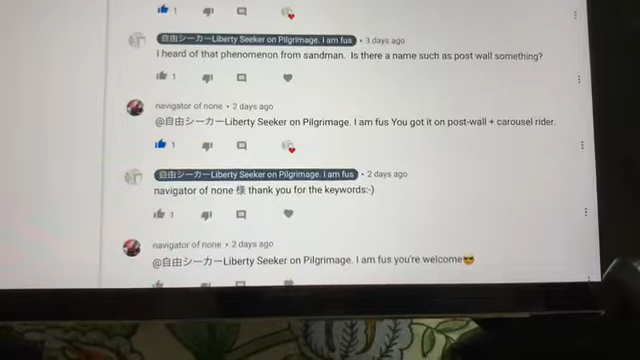 1
自由シーカーLiberty Seeker on Pilgrimage. I am fus • 3 days ago
I heard of that phenomenon from sandman. Is there a name such as post wall something?
1
navigator of none • 2 days ago
@自由シーカーLiberty Seeker on Pilgrimage. I am fus You got it on post-wall + carousel rider.
1
自由シーカーLiberty Seeker on Pilgrimage. I am fus • 2 days ago
navigator of none 様 thank you for the keywords:-)
1
navigator of none • 2 days ago
@自由シーカーLiberty Seeker on Pilgrimage. I am fus you're welcome😎